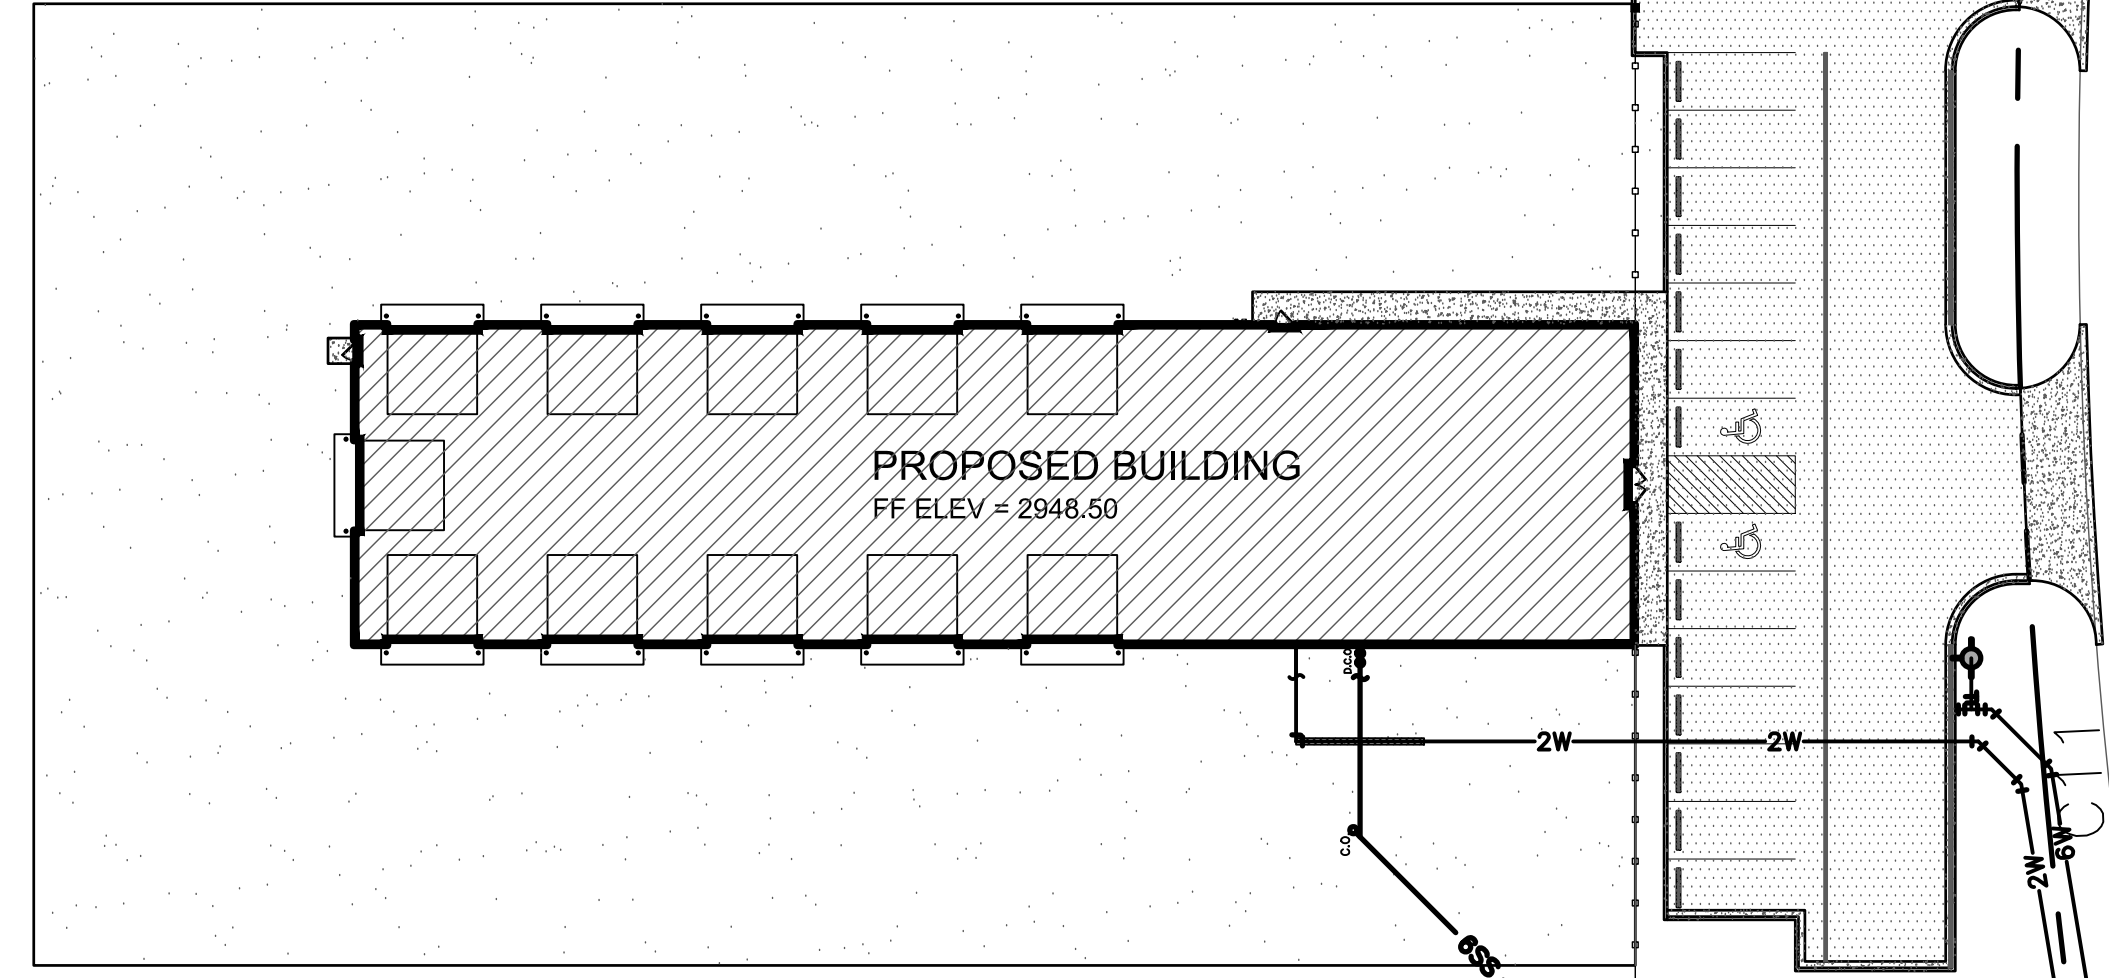 PROPOSED BUILDING
FF ELEV = 2948.50
D.C.O.
2W
2W
C.O.
6W
2W
6SS